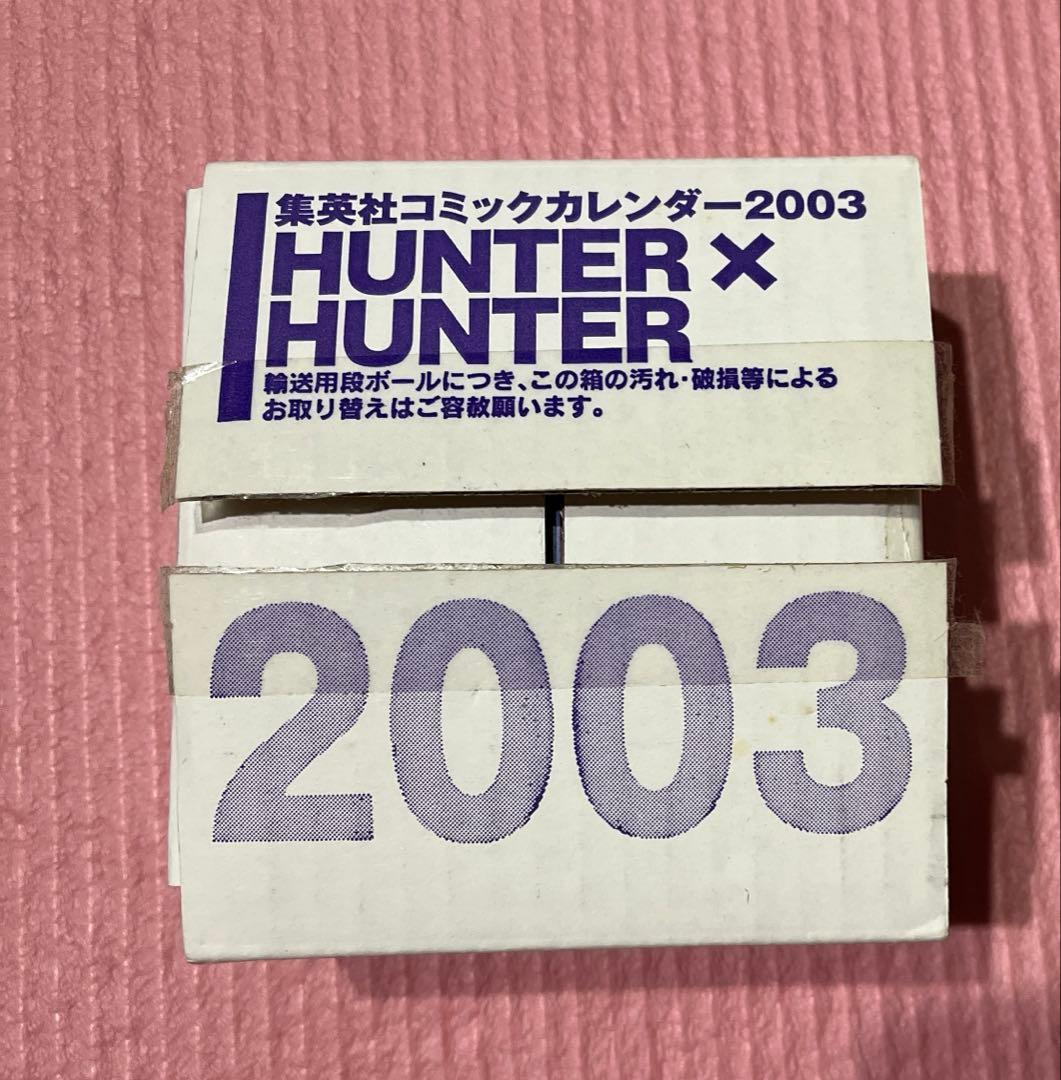 集英社コミックカレンダー2003
HUNTER×
HUNTER
輸送用段ボールにつき、この箱の汚れ・破損等による
お取り替えはご容赦願います。
2003